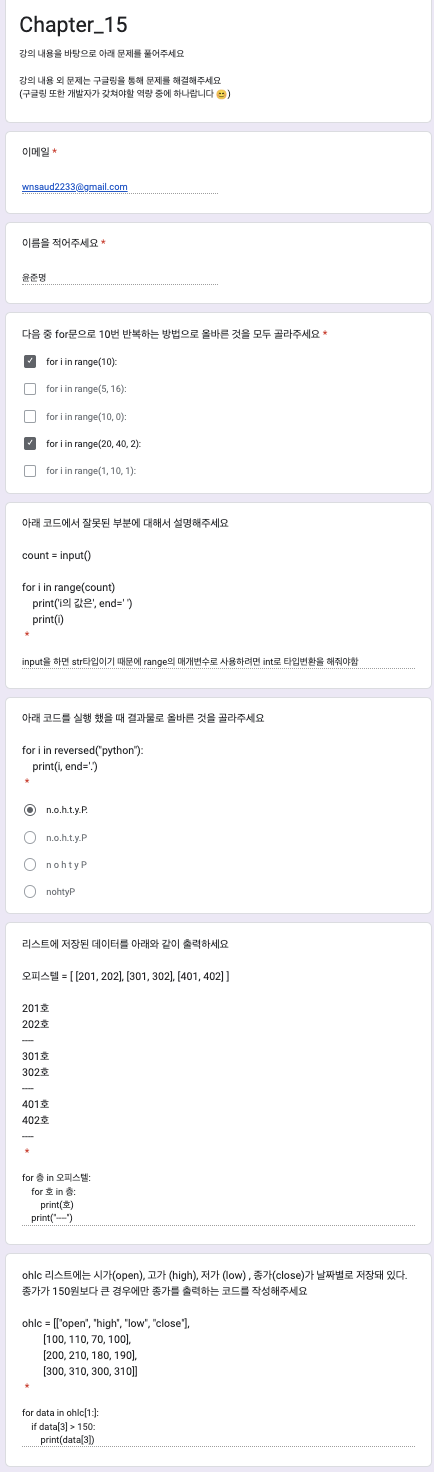 Chapter_15
강의 내용을 바탕으로 아래 문제를 풀어주세요
강의 내용 외 문제는 구글링을 통해 문제를 해결해주세요
(구글링 또한 개발자가 갖쳐야할 역량 중에 하나랍니다 😊)
이메일 *
wnsaud2233@gmail.com
이름을 적어주세요 *
윤준명
다음 중 for문으로 10번 반복하는 방법으로 올바른 것을 모두 골라주세요 *
for i in range(10):
for i in range(5, 16):
for i in range(10, 0):
for i in range(20, 40, 2):
for i in range(1, 10, 1):
아래 코드에서 잘못된 부분에 대해서 설명해주세요
count = input()
for i in range(count)
print('i의 값은', end=' ')
print(i)
*
input을 하면 str타입이기 때문에 range의 매개변수로 사용하려면 int로 타입변환을 해줘야함
아래 코드를 실행 했을 때 결과물로 올바른 것을 골라주세요
for i in reversed("python"):
print(i, end='.')
*
n.o.h.t.y.P.
n.o.h.t.y.P
n o h t y P
nohtyP
리스트에 저장된 데이터를 아래와 같이 출력하세요
오피스텔 = [ [201, 202], [301, 302], [401, 402] ]
201호
202호
----
301호
302호
----
401호
402호
----
*
for 층 in 오피스텔:
for 호 in 층:
print(호)
print("----")
ohlc 리스트에는 시가(open), 고가 (high), 저가 (low) , 종가(close)가 날짜별로 저장돼 있다.
종가가 150원보다 큰 경우에만 종가를 출력하는 코드를 작성해주세요
ohlc = [["open", "high", "low", "close"],
[100, 110, 70, 100],
[200, 210, 180, 190],
[300, 310, 300, 310]]
*
for data in ohlc[1:]:
if data[3] > 150:
print(data[3])